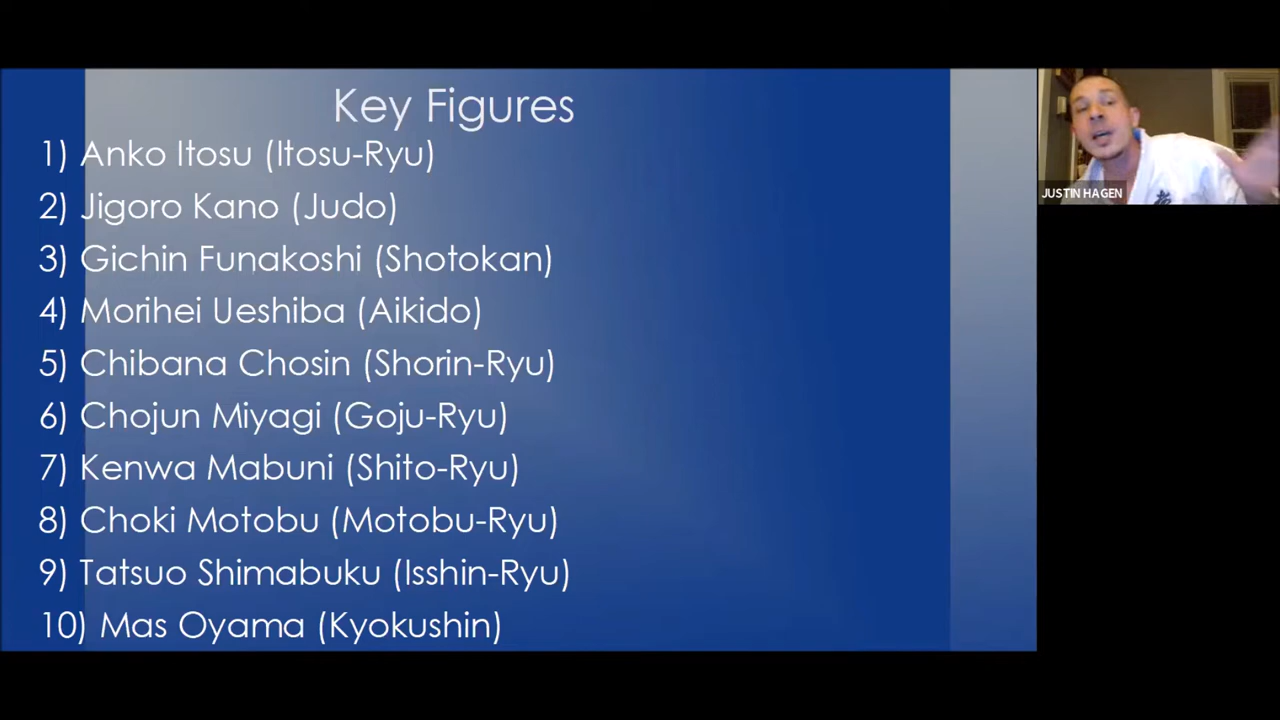 Key Figures
1) Anko Itosu (Itosu-Ryu)
2) Jigoro Kano (Judo)
3) Gichin Funakoshi (Shotokan)
4) Morihei Ueshiba (Aikido)
5) Chibana Chosin (Shorin-Ryu)
6) Chojun Miyagi (Goju-Ryu)
7) Kenwa Mabuni (Shito-Ryu)
8) Choki Motobu (Motobu-Ryu)
9) Tatsuo Shimabuku (Isshin-Ryu)
10) Mas Oyama (Kyokushin)
JUSTIN HAGEN